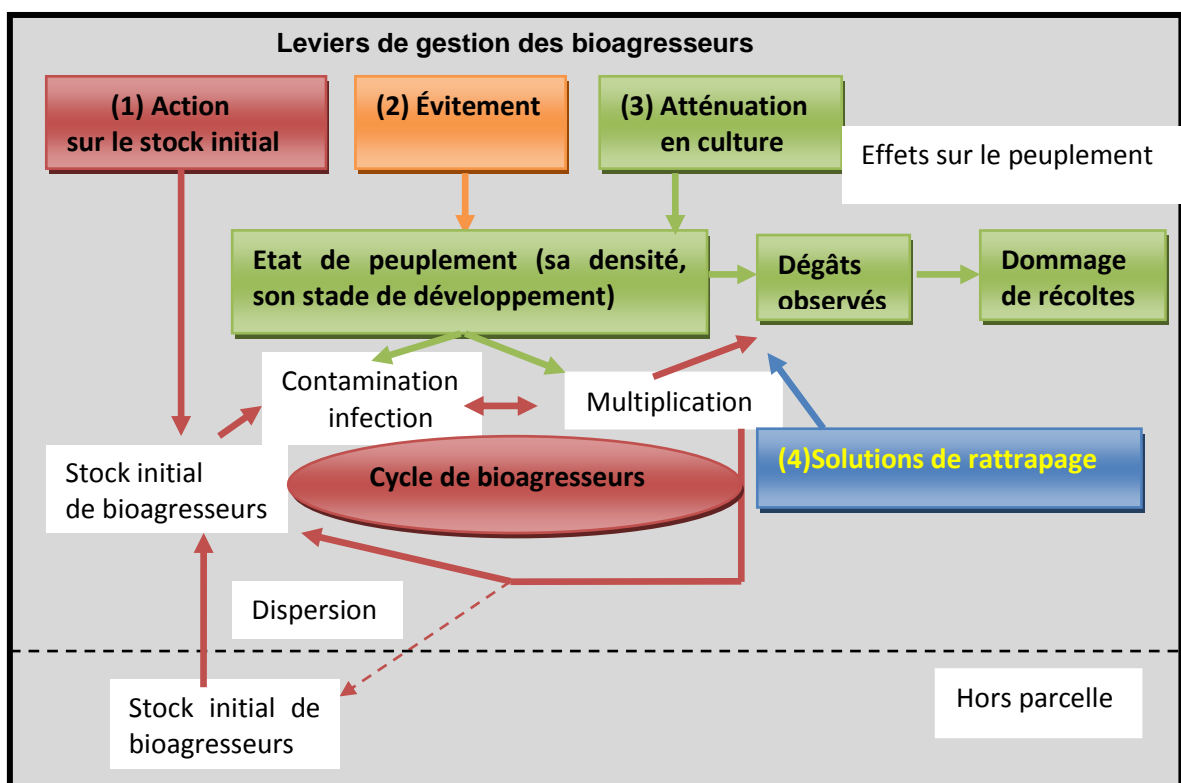 Leviers de gestion des bioagresseurs
(1) Action
sur le stock initial
(2) Évitement
(3) Atténuation
en culture
Effets sur le peuplement
Etat de peuplement (sa densité,
son stade de développement)
Dégâts
observés
Dommage
de récoltes
Contamination
infection
Multiplication
(4)Solutions de rattrapage
Cycle de bioagresseurs
Stock initial
de bioagresseurs
Dispersion
Stock initial de
bioagresseurs
Hors parcelle